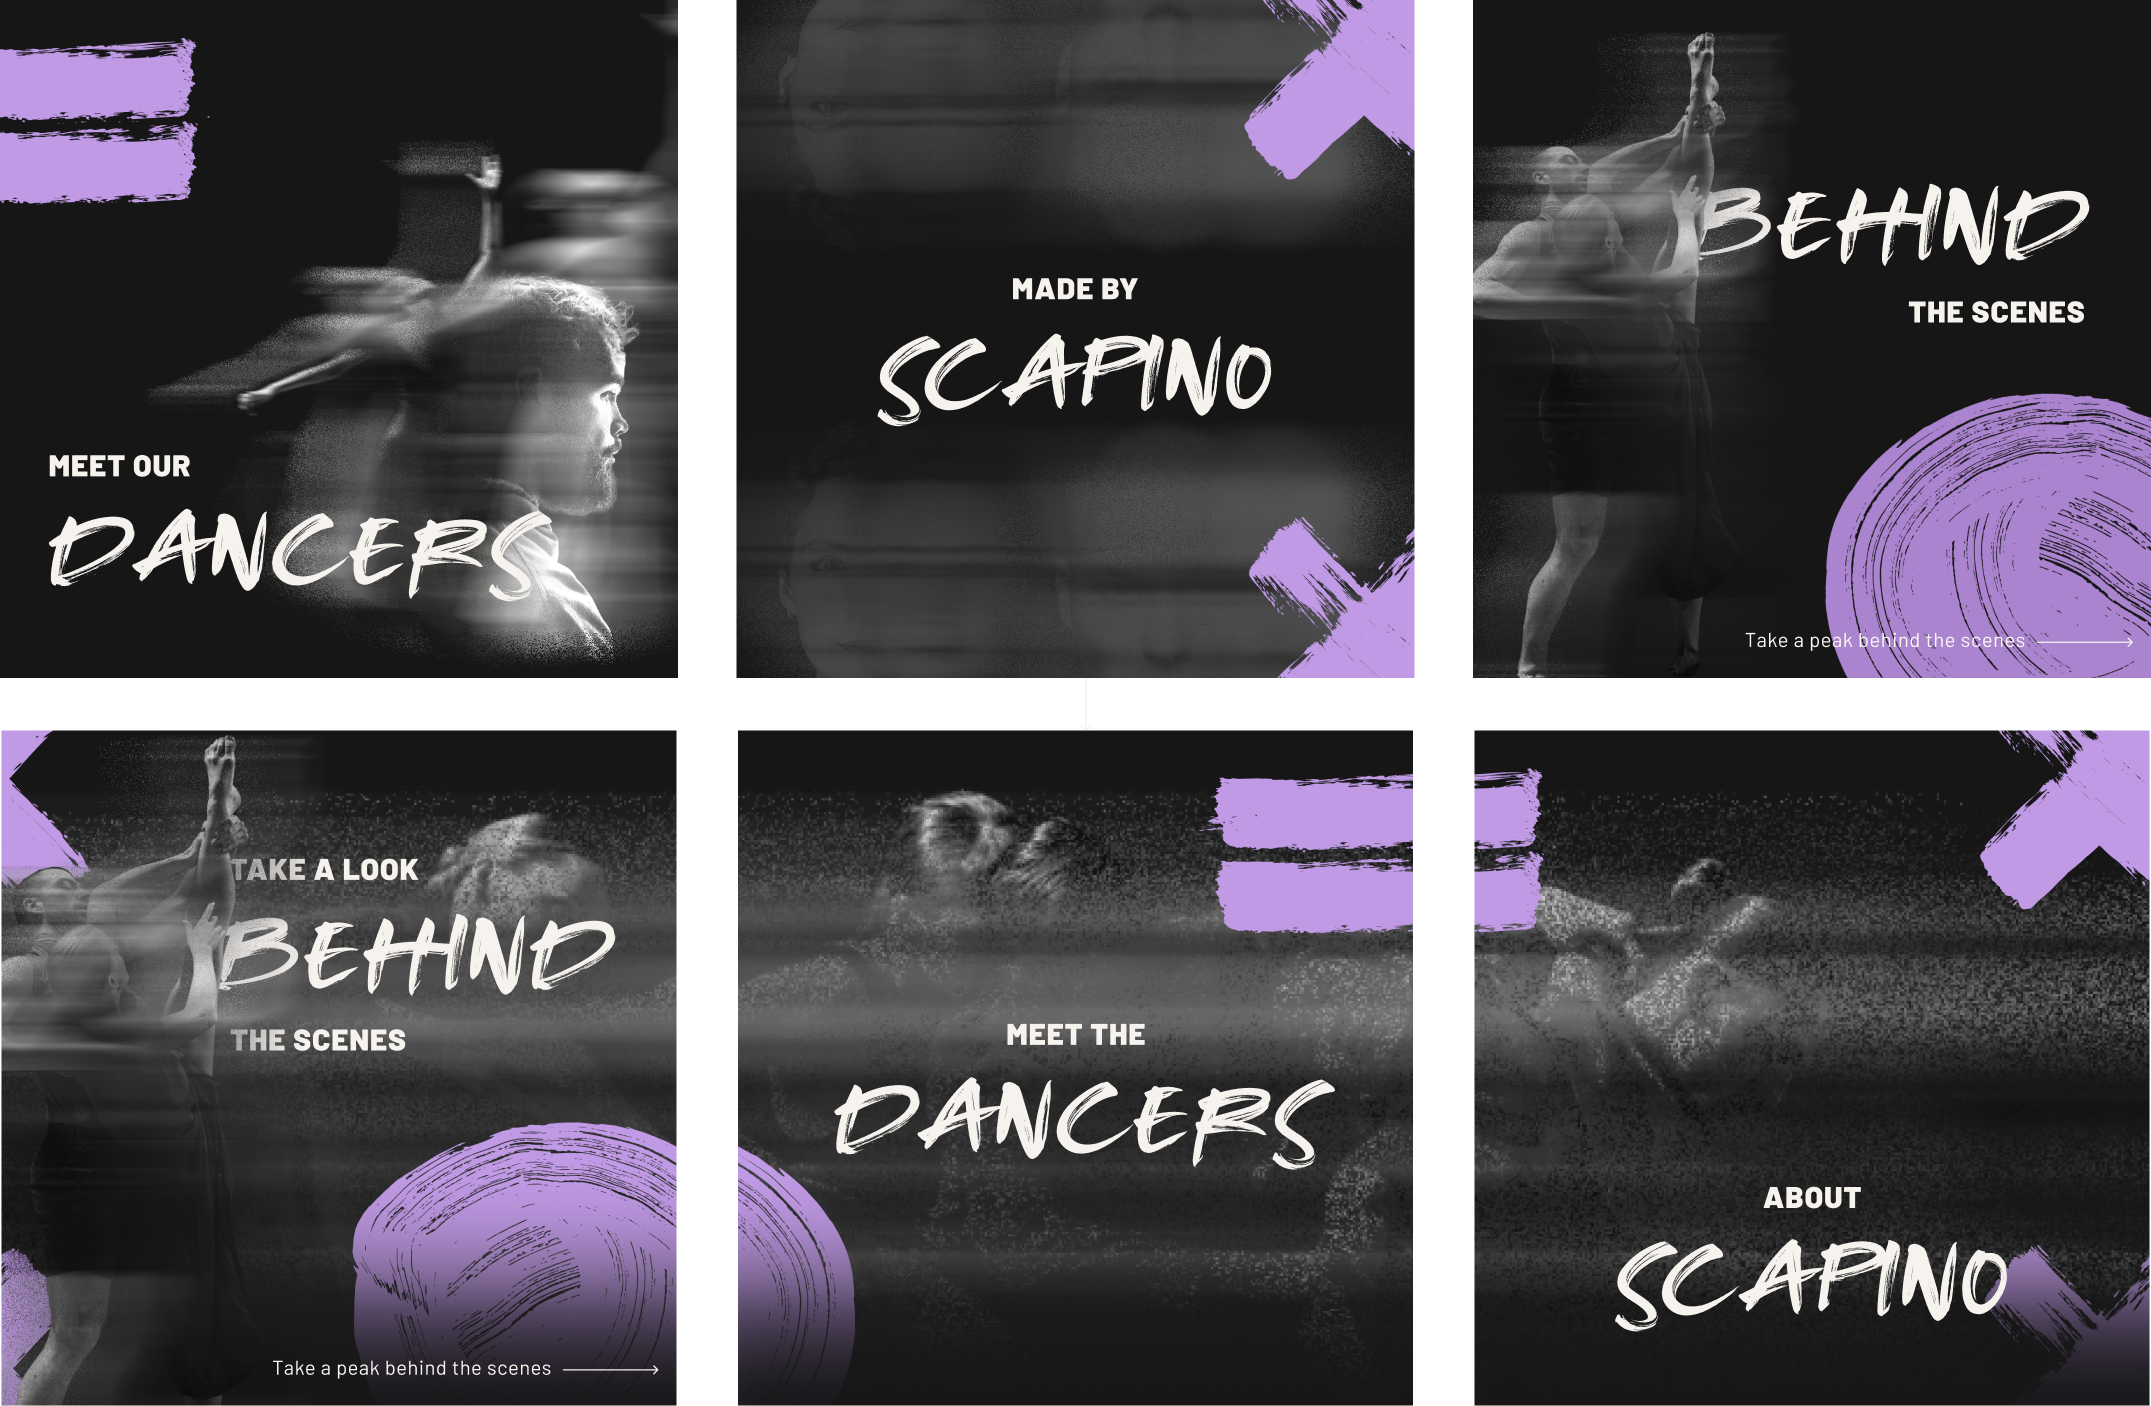 MEET OUR
DANCERS
MADE BY
SCAPINO
BEHIND
THE SCENES
Take a peak behind the scenes
TAKE A LOOK
BEHIND
THE SCENES
Take a peak behind the scenes
MEET THE
DANCERS
ABOUT
SCAPINO